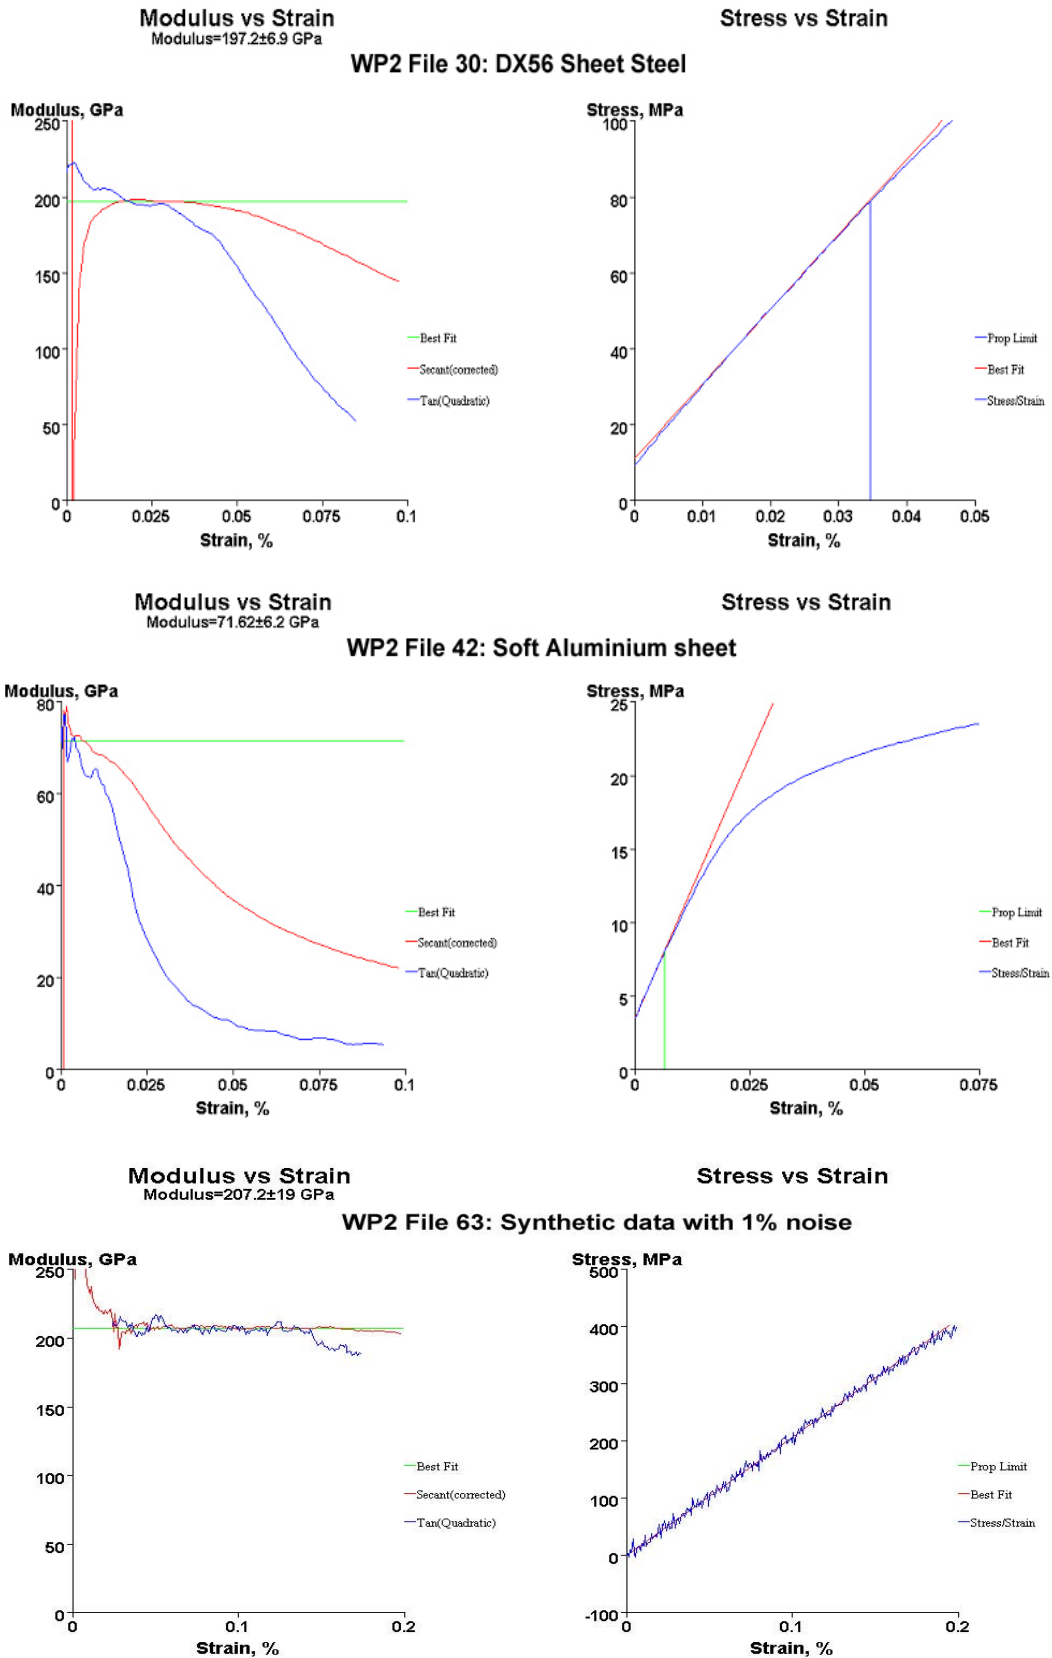 Modulus vs Strain
Modulus=197.2±6.9 GPa
Stress vs Strain
WP2 File 30: DX56 Sheet Steel
Modulus, GPa
250
200
150
100
50
0
0 0.025 0.05 0.075 0.1
Strain, %
Best Fit
Secant(corrected)
Tan(Quadratic)
Stress, MPa
100
80
60
40
20
0
0 0.01 0.02 0.03 0.04 0.05
Strain, %
Prop Limit
Best Fit
Stress/Strain
Modulus vs Strain
Modulus=71.62±6.2 GPa
Stress vs Strain
WP2 File 42: Soft Aluminium sheet
Modulus, GPa
80
60
40
20
0
0 0.025 0.05 0.075 0.1
Strain, %
Best Fit
Secant(corrected)
Tan(Quadratic)
Stress, MPa
25
20
15
10
5
0
0 0.025 0.05 0.075
Strain, %
Prop Limit
Best Fit
Stress/Strain
Modulus vs Strain
Modulus=207.2±19 GPa
Stress vs Strain
WP2 File 63: Synthetic data with 1% noise
Modulus, GPa
250
200
150
100
50
0
0 0.1 0.2
Strain, %
Best Fit
Secant(corrected)
Tan(Quadratic)
Stress, MPa
500
400
300
200
100
0
-100
0 0.1 0.2
Strain, %
Prop Limit
Best Fit
Stress/Strain